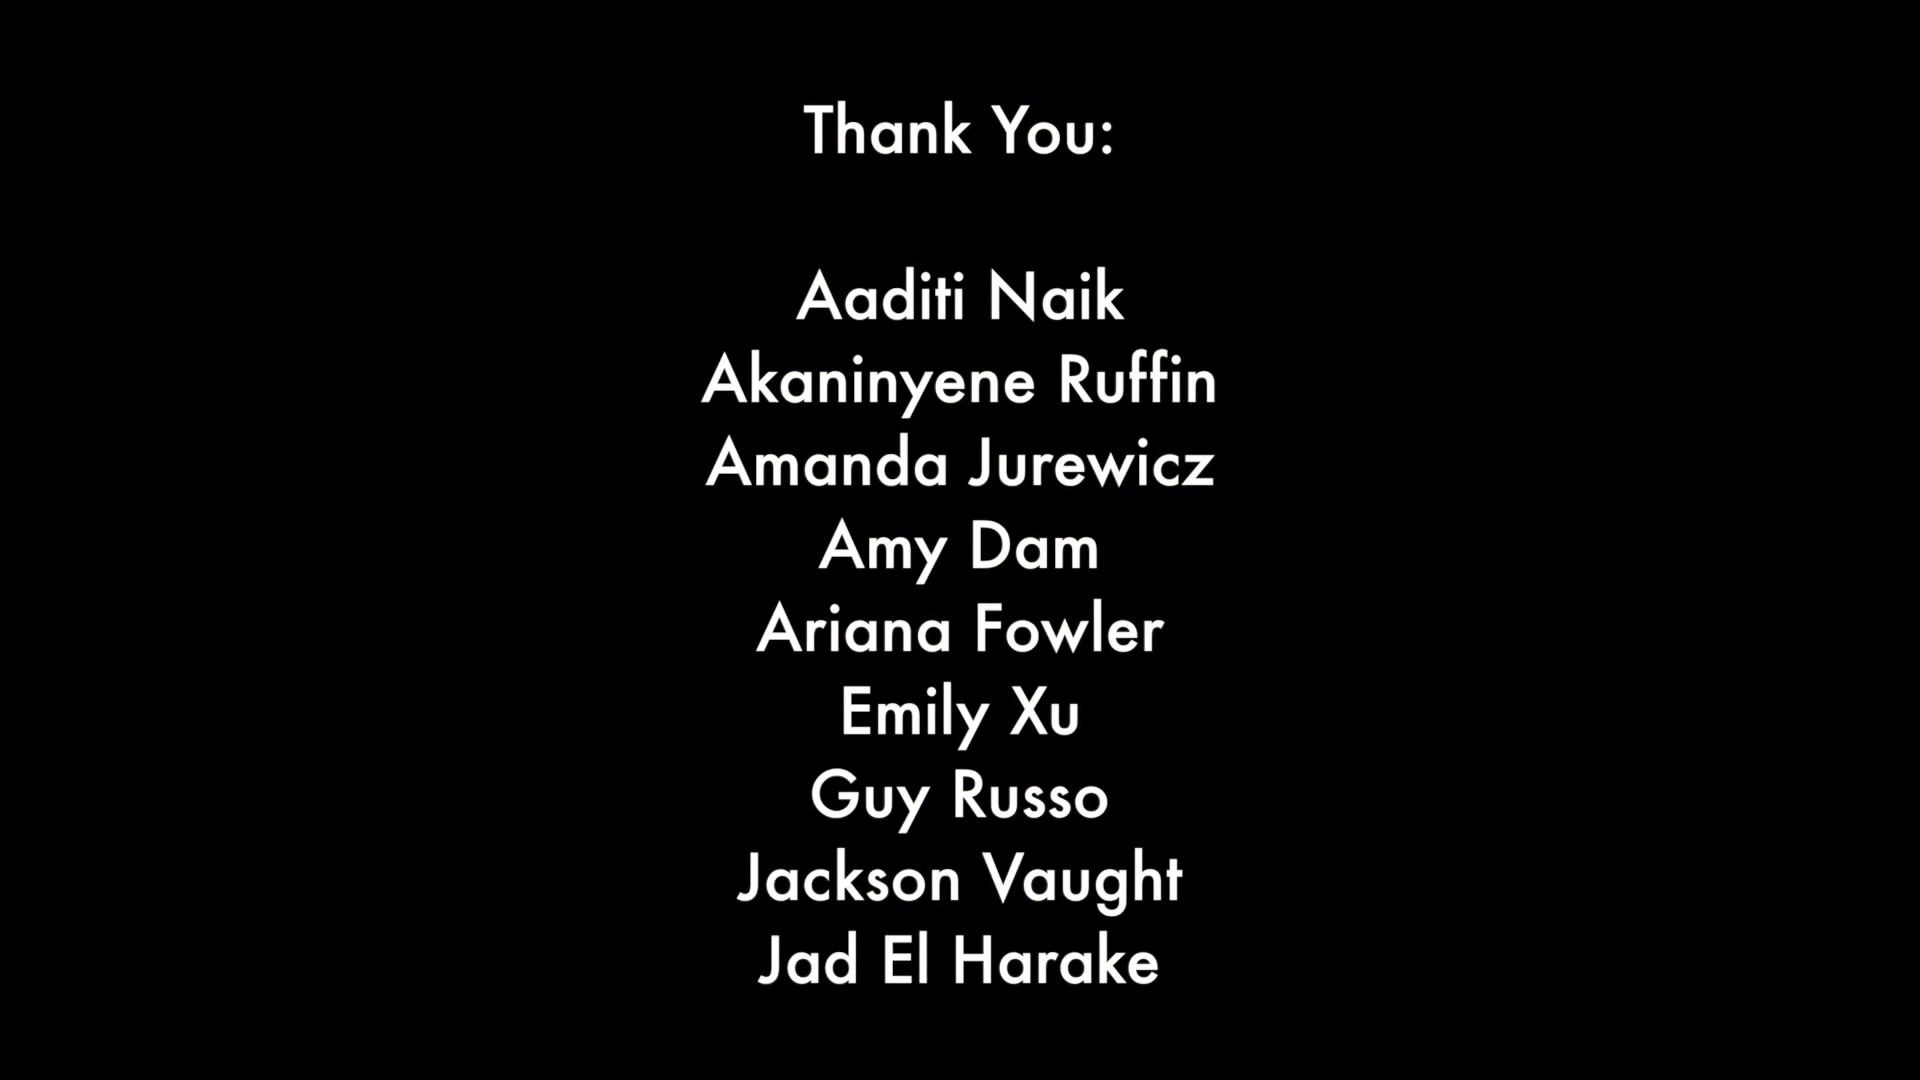 Thank You:
Aaditi Naik
Akaninyene Ruffin
Amanda Jurewicz
Amy Dam
Ariana Fowler
Emily Xu
Guy Russo
Jackson Vaught
Jad El Harake